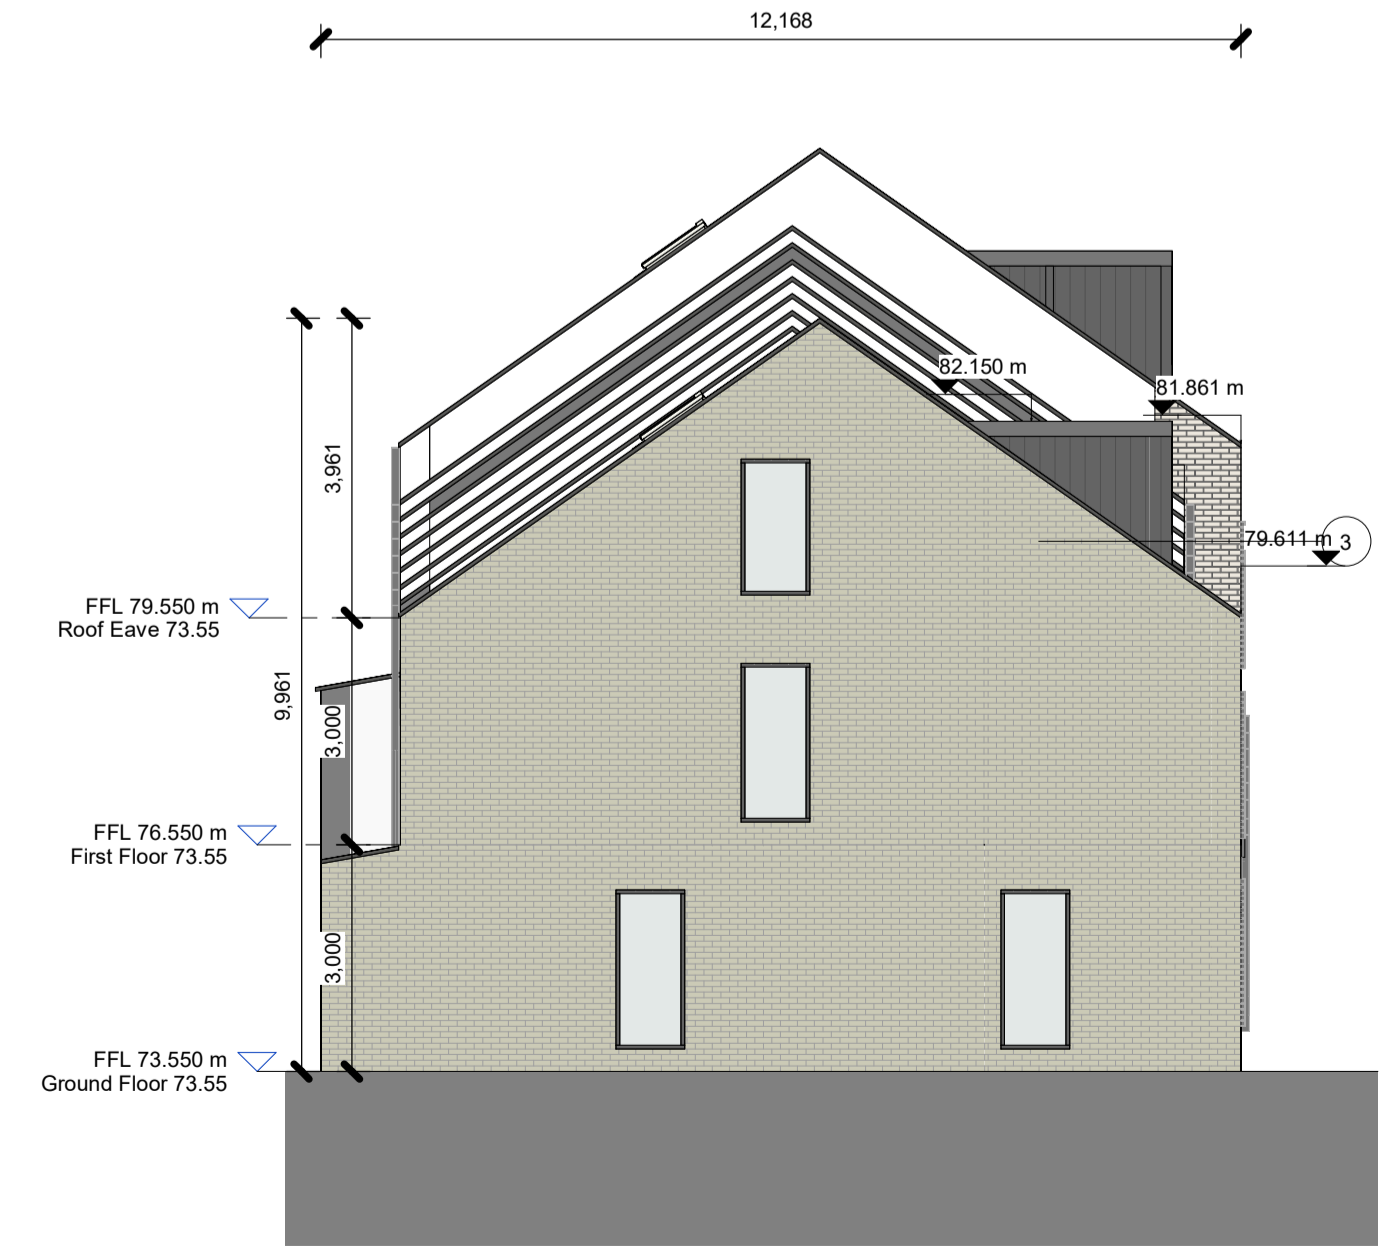 12,168
82.150 m
81.861 m
3,961
79.611 m
3
FFL 79.550 m
Roof Eave 73.55
9,961
3,000
FFL 76.550 m
First Floor 73.55
3,000
FFL 73.550 m
Ground Floor 73.55